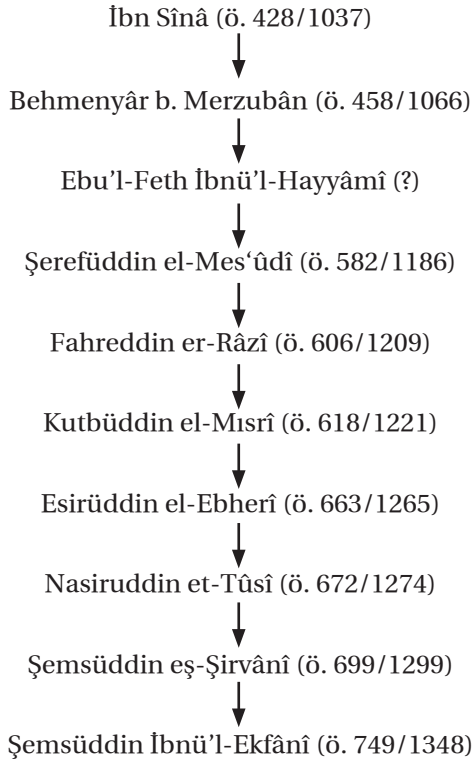 İbn Sînâ (ö. 428/1037)
Behmenyâr b. Merzubân (ö. 458/1066)
Ebu’l-Feth İbnü’l-Hayyâmî (?)
Şerefüddin el-Mes‘ûdî (ö. 582/1186)
Fahreddin er-Râzî (ö. 606/1209)
Kutbüddin el-Mısrî (ö. 618/1221)
Esirüddin el-Ebherî (ö. 663/1265)
Nasiruddin et-Tûsî (ö. 672/1274)
Şemsüddin eş-Şirvânî (ö. 699/1299)
Şemsüddin İbnü’l-Ekfânî (ö. 749/1348)